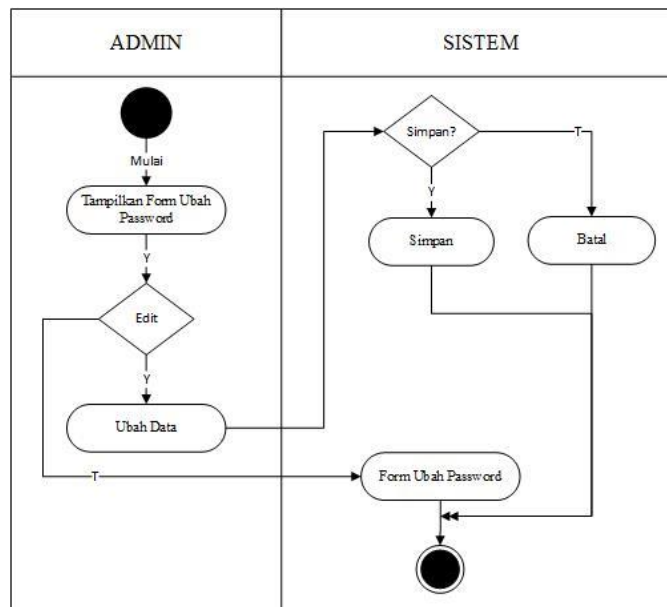 ADMIN
SISTEM
Mulai
Tampilkan Form Ubah
Password
Y
Edit
Y
Ubah Data
T
Simpan?
T
Y
Simpan
Batal
Form Ubah Password